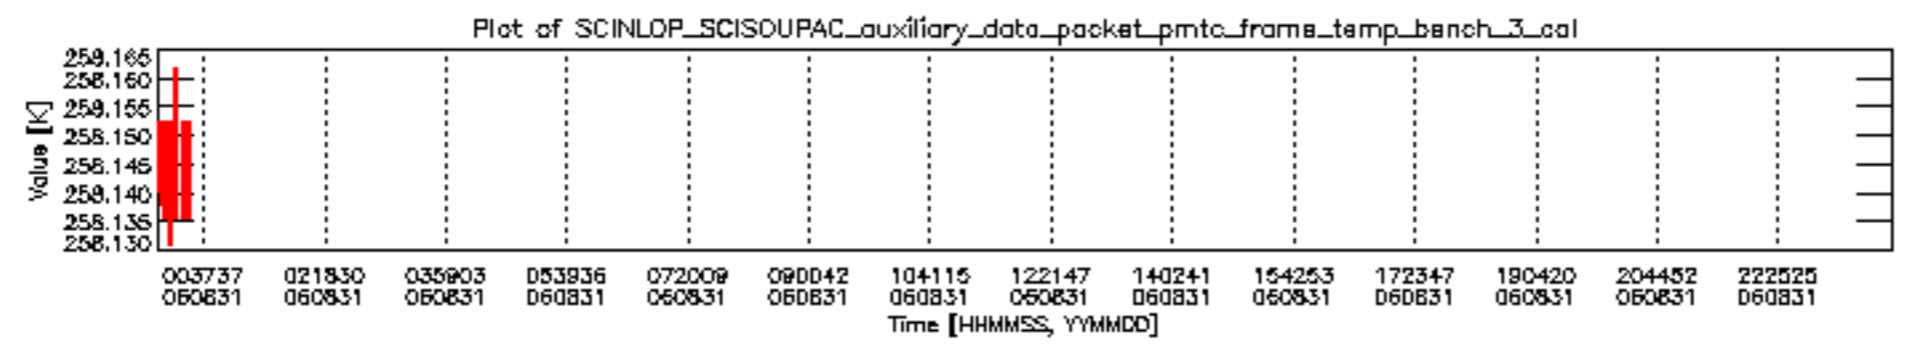 Plot of SCINLOP_SCISOUPAC_auxiliary_data_packet_pmtc_frame_temp_bench_3_cal
258.165
258.160
258.155
258.150
258.145
258.140
258.135
258.130
Value [K]
003737 021830 035903 053936 072009 090042 104115 122147 140241 154253 172347 190420 204452 222525
060831 060831 060831 060831 060831 060831 060831 060831 060831 060831 060831 060831 060831 060831
Time [HHMMSS, YYMMDD]